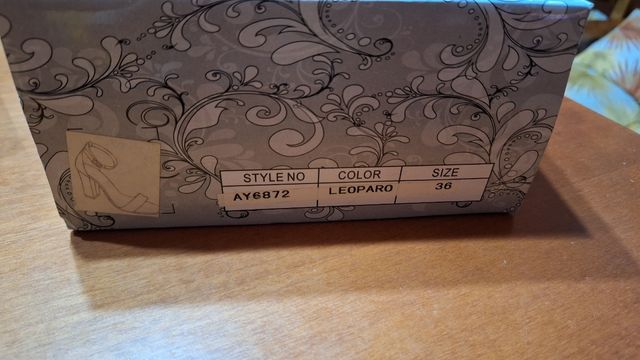 STYLE NO COLOR SIZE
AY6872 LEOPARO 36